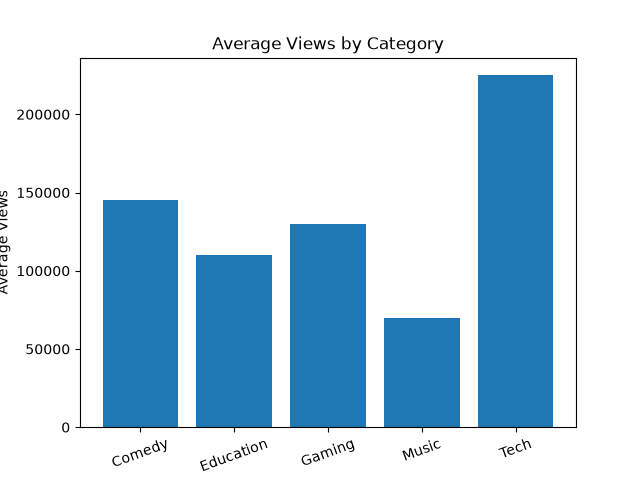 Average Views by Category
Average Views
200000
150000
100000
50000
0
Comedy
Education
Gaming
Music
Tech